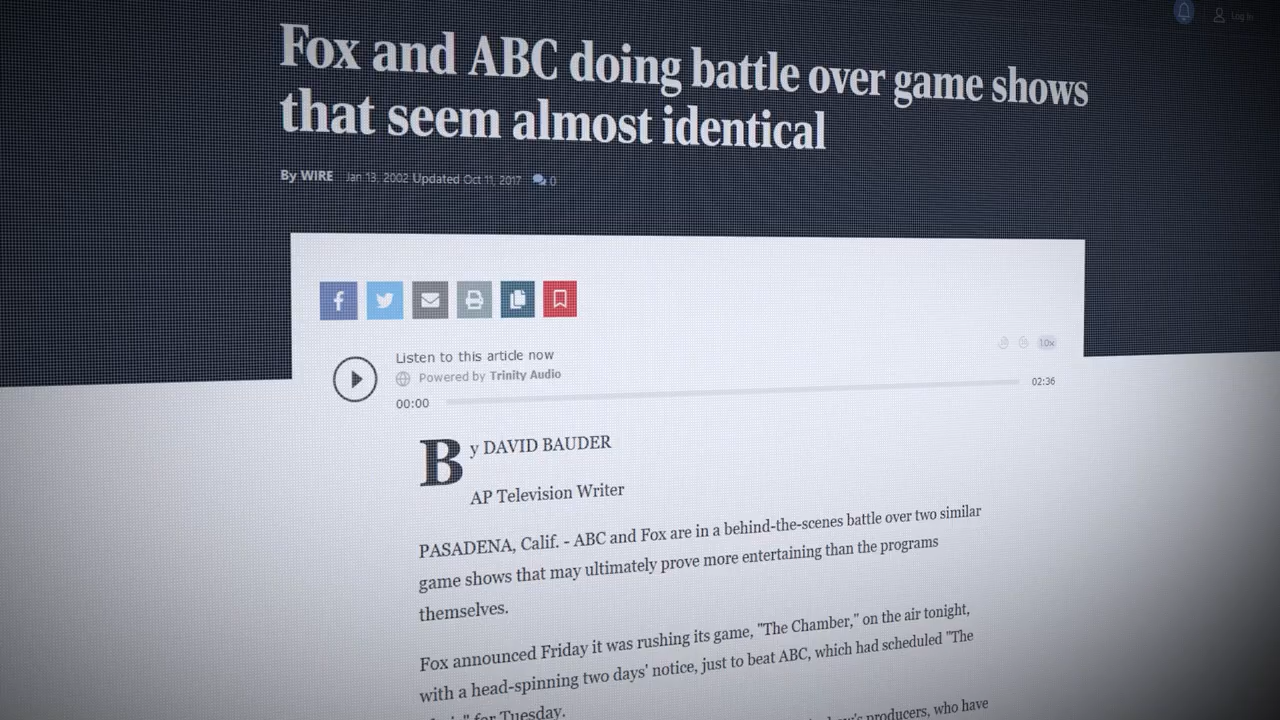 Log In
Fox and ABC doing battle over game shows
that seem almost identical
By WIRE Jan 13, 2002 Updated Oct 11, 2017 0
Listen to this article now
Powered by Trinity Audio
10x
00:00
02:36
By DAVID BAUDER
AP Television Writer
PASADENA, Calif. - ABC and Fox are in a behind-the-scenes battle over two similar
game shows that may ultimately prove more entertaining than the programs
themselves.
Fox announced Friday it was rushing its game, "The Chamber," on the air tonight,
with a head-spinning two days' notice, just to beat ABC, which had scheduled "The
for Tuesday.
producers, who have